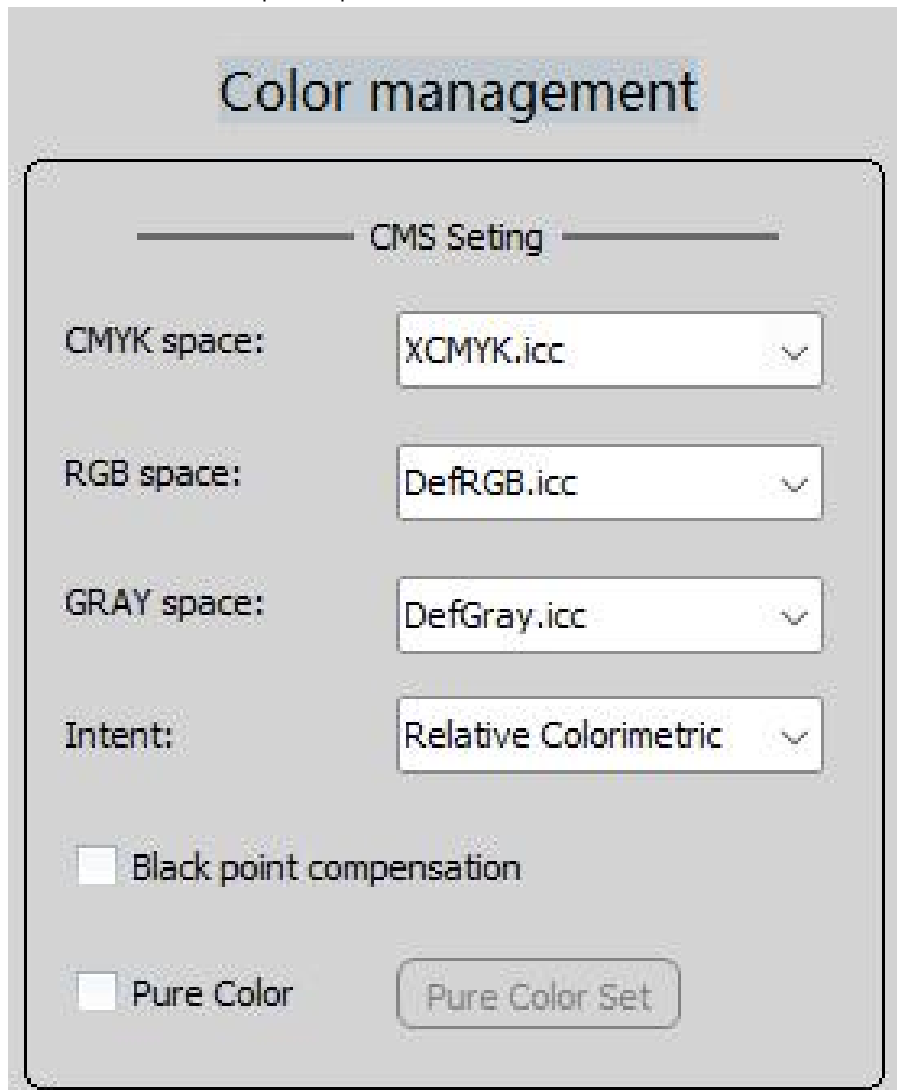 Color management
CMS Seting
CMYK space: XCMYK.icc
RGB space: DefRGB.icc
GRAY space: DefGray.icc
Intent: Relative Colorimetric
Black point compensation
Pure Color Pure Color Set